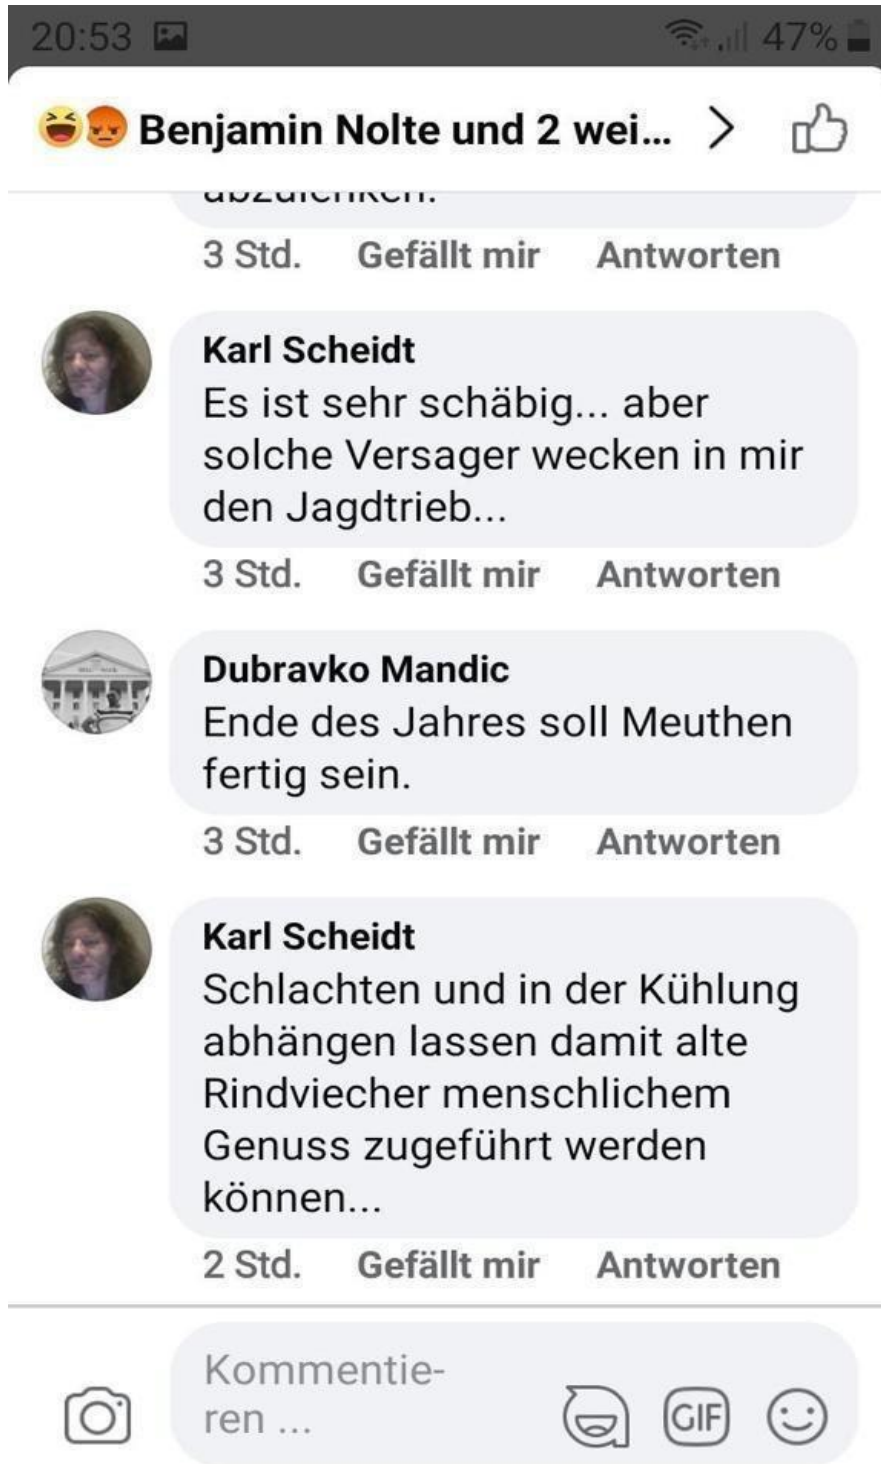 20:53 47%
Benjamin Nolte und 2 wei...
abzulenken.
3 Std. Gefällt mir Antworten
Karl Scheidt
Es ist sehr schäbig... aber
solche Versager wecken in mir
den Jagdtrieb...
3 Std. Gefällt mir Antworten
Dubravko Mandic
Ende des Jahres soll Meuthen
fertig sein.
3 Std. Gefällt mir Antworten
Karl Scheidt
Schlachten und in der Kühlung
abhängen lassen damit alte
Rindviecher menschlichem
Genuss zugeführt werden
können...
2 Std. Gefällt mir Antworten
Kommentie-
ren ...
GIF